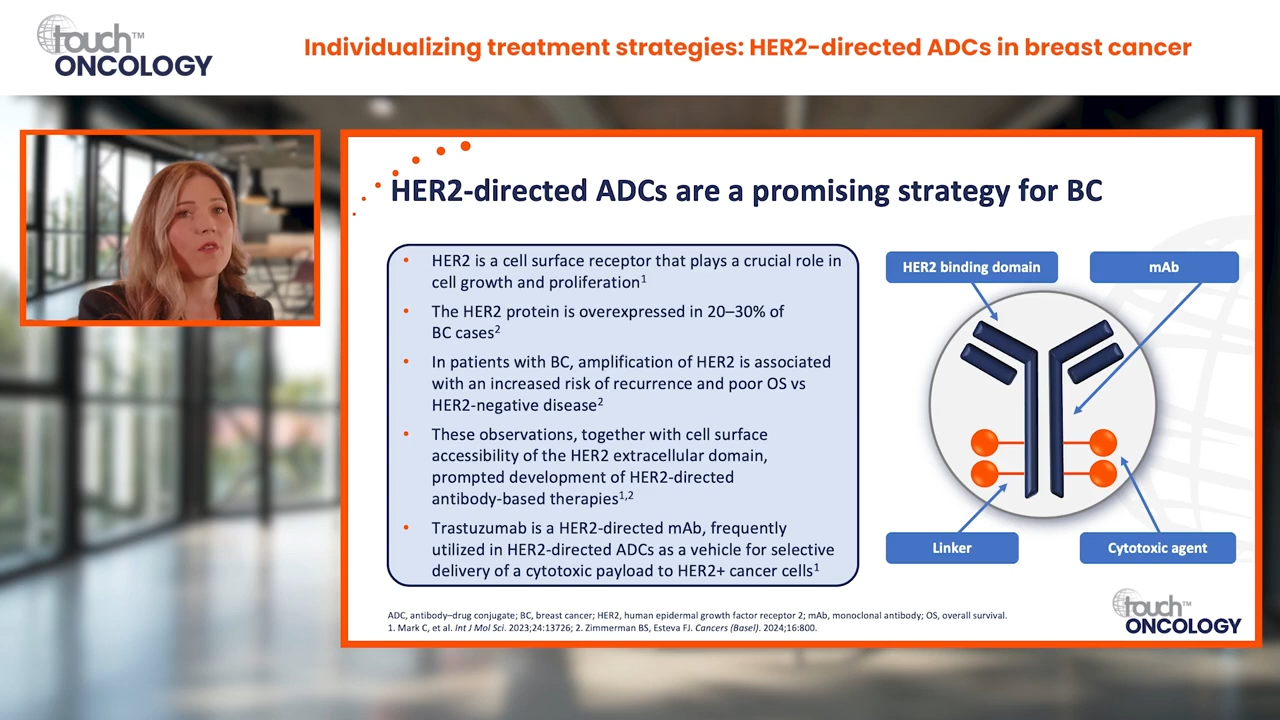 touch™
ONCOLOGY
Individualizing treatment strategies: HER2-directed ADCs in breast cancer
HER2-directed ADCs are a promising strategy for BC
• HER2 is a cell surface receptor that plays a crucial role in
cell growth and proliferation¹
• The HER2 protein is overexpressed in 20–30% of
BC cases²
• In patients with BC, amplification of HER2 is associated
with an increased risk of recurrence and poor OS vs
HER2-negative disease²
• These observations, together with cell surface
accessibility of the HER2 extracellular domain,
prompted development of HER2-directed
antibody-based therapies¹,²
• Trastuzumab is a HER2-directed mAb, frequently
utilized in HER2-directed ADCs as a vehicle for selective
delivery of a cytotoxic payload to HER2+ cancer cells¹
HER2 binding domain
mAb
Linker
Cytotoxic agent
ADC, antibody–drug conjugate; BC, breast cancer; HER2, human epidermal growth factor receptor 2; mAb, monoclonal antibody; OS, overall survival.
1. Mark C, et al. Int J Mol Sci. 2023;24:13726; 2. Zimmerman BS, Esteva FJ. Cancers (Basel). 2024;16:800.
touch™
ONCOLOGY